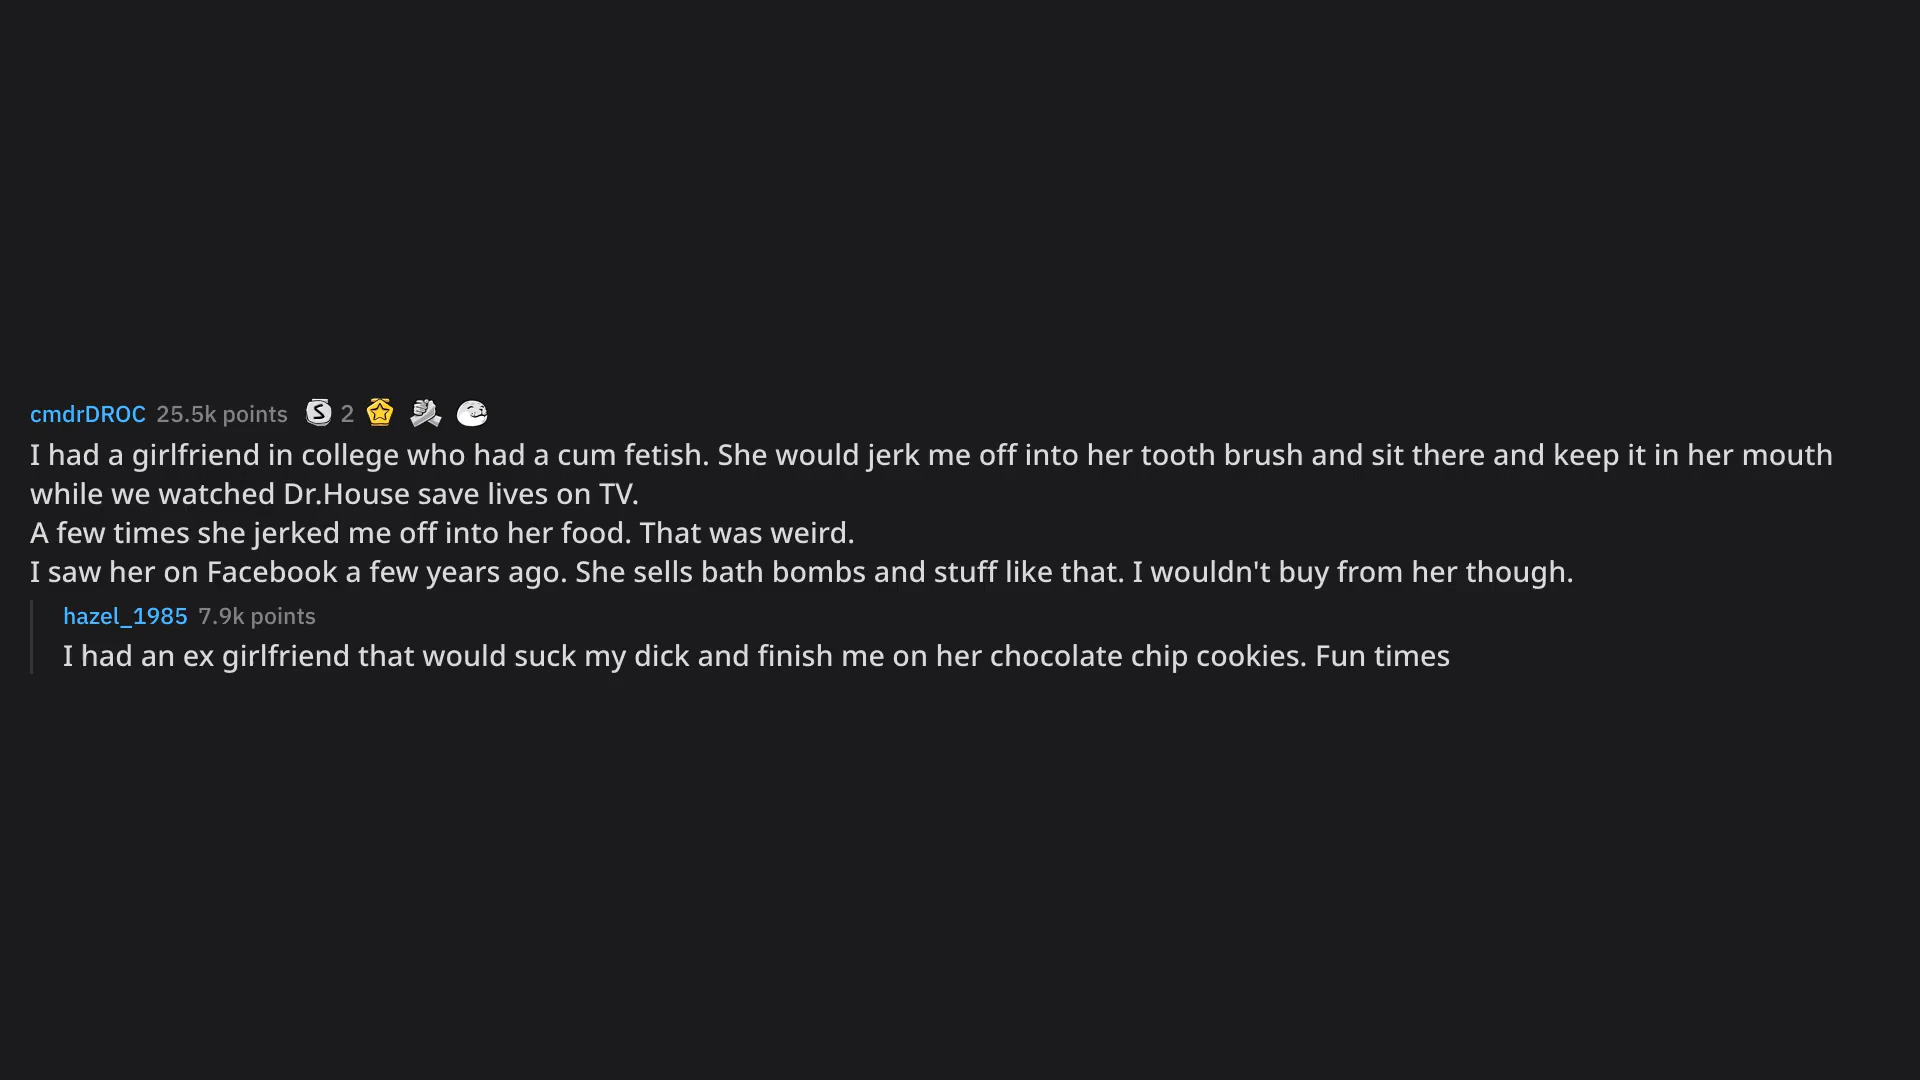 cmdrDROC 25.5k points S 2
I had a girlfriend in college who had a cum fetish. She would jerk me off into her tooth brush and sit there and keep it in her mouth
while we watched Dr.House save lives on TV.
A few times she jerked me off into her food. That was weird.
I saw her on Facebook a few years ago. She sells bath bombs and stuff like that. I wouldn't buy from her though.
hazel_1985 7.9k points
I had an ex girlfriend that would suck my dick and finish me on her chocolate chip cookies. Fun times